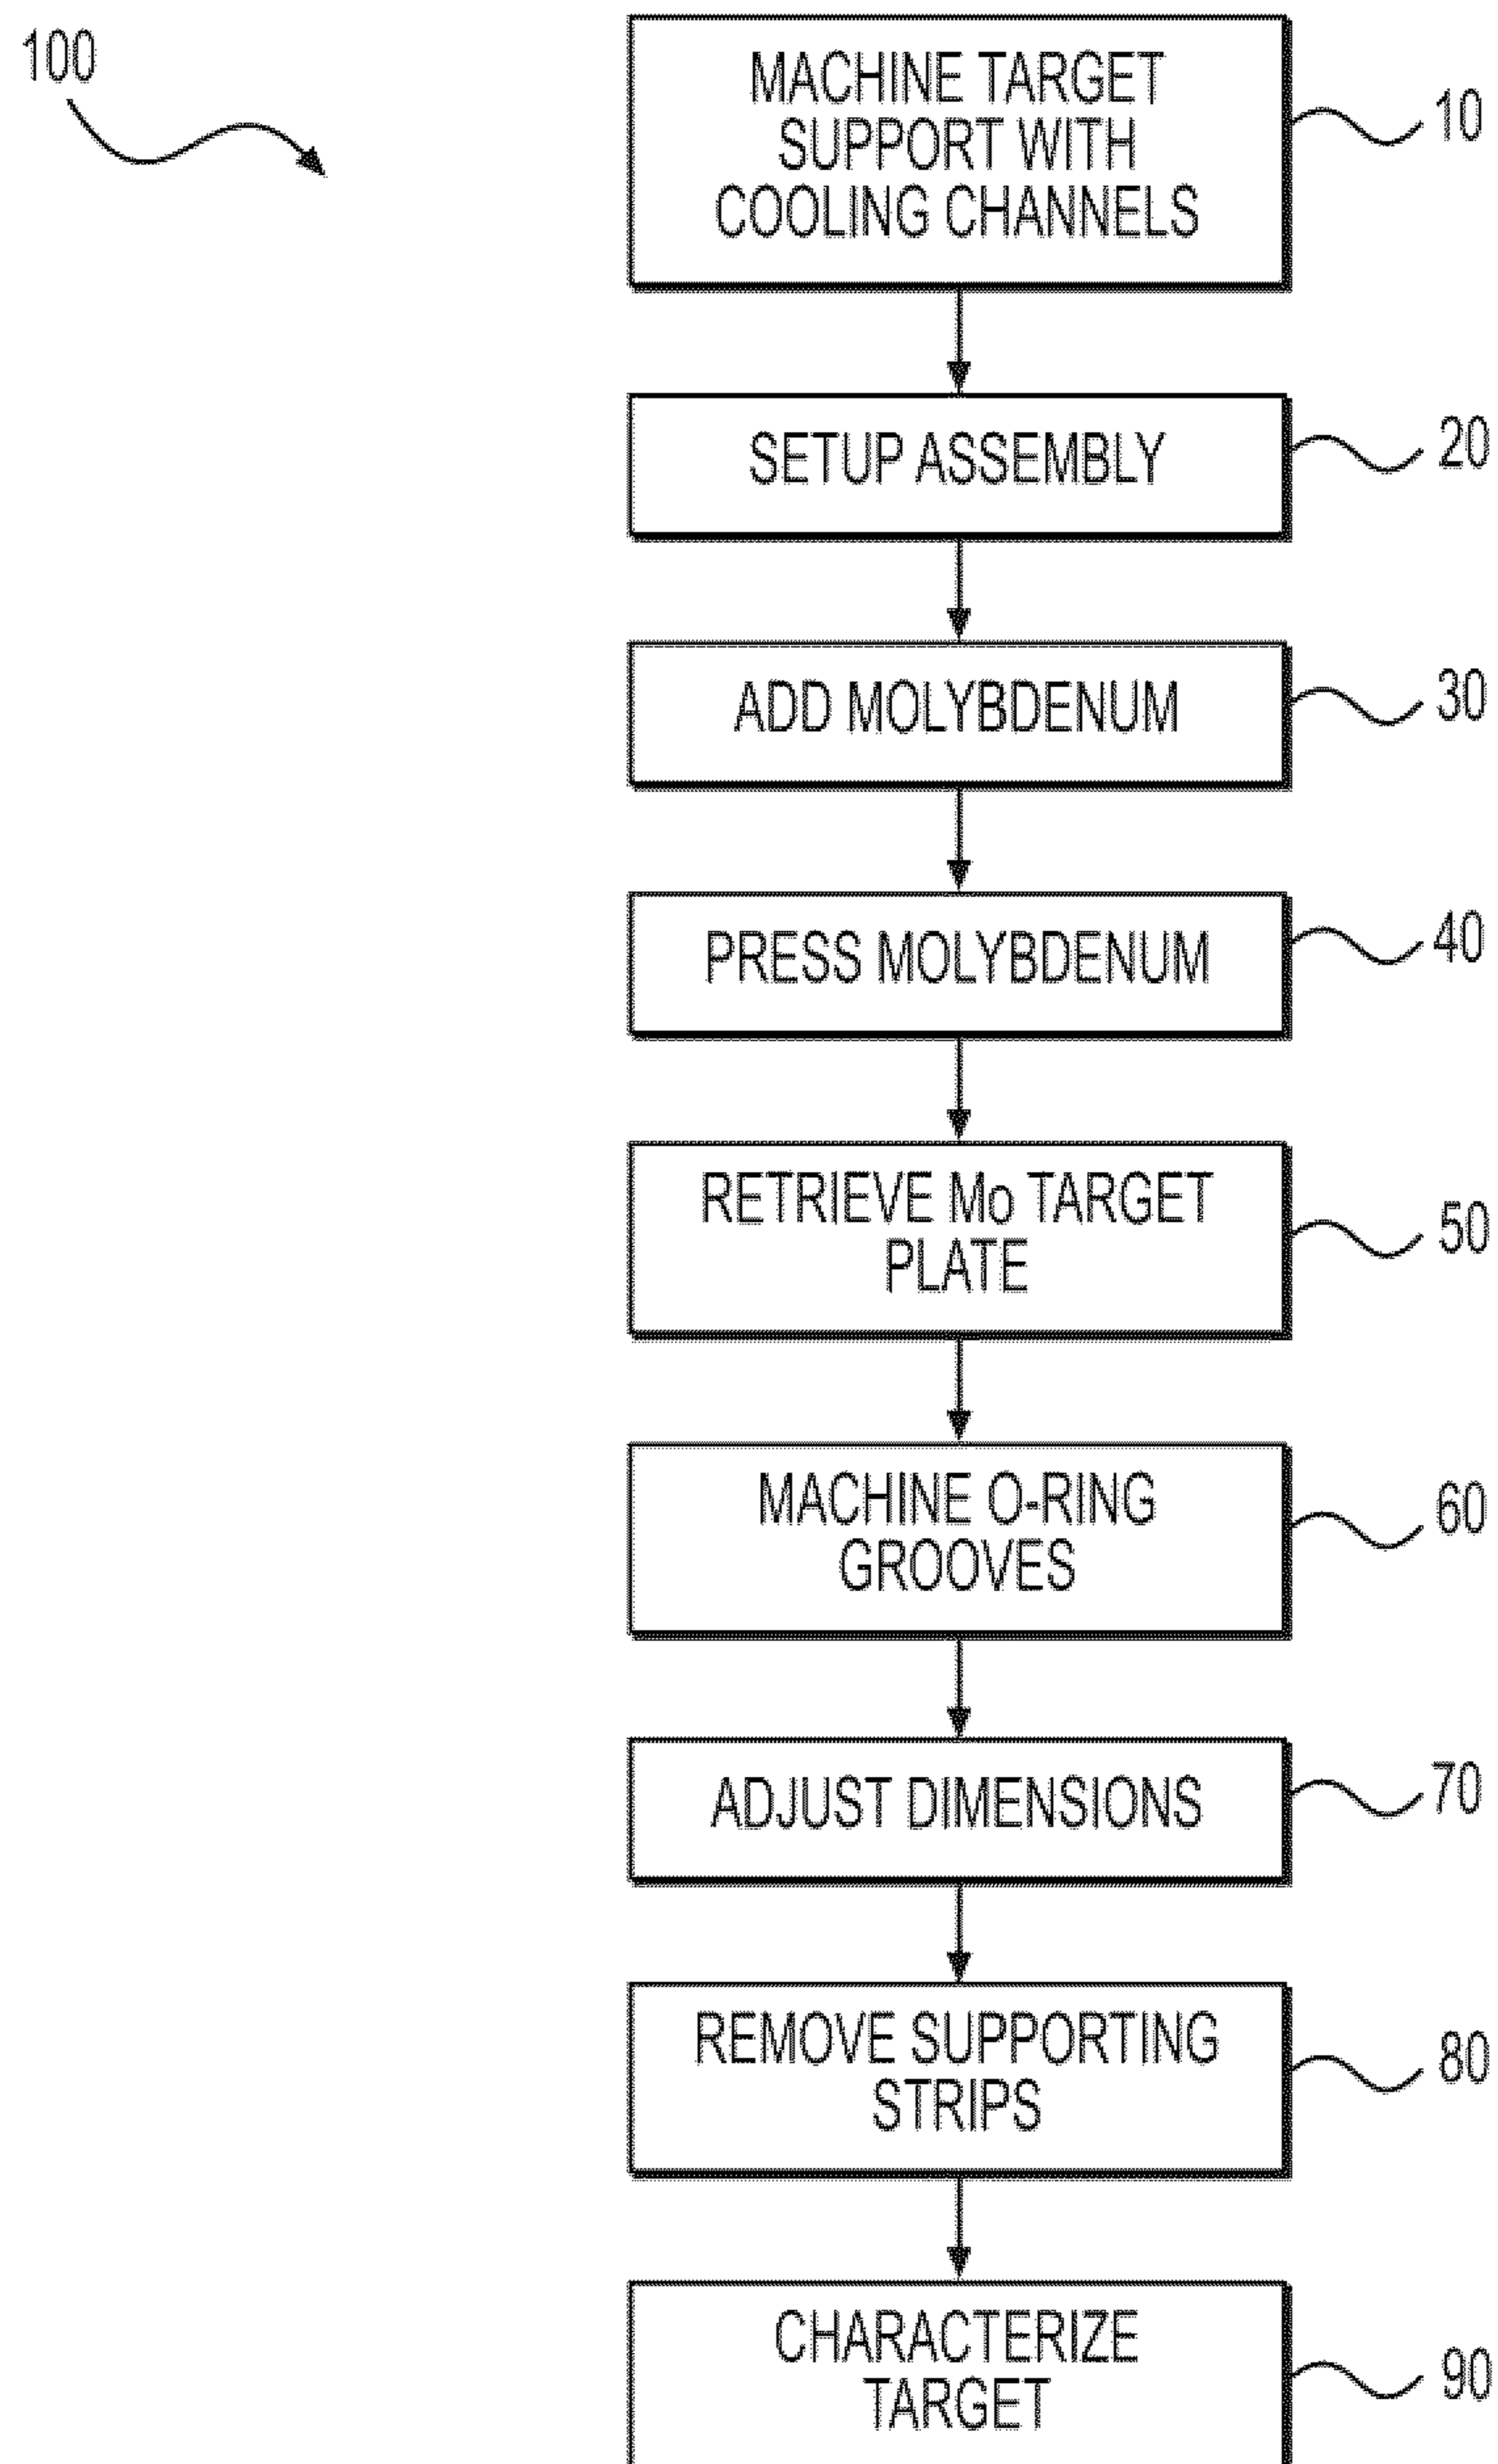 100
MACHINE TARGET
SUPPORT WITH
COOLING CHANNELS
10
SETUP ASSEMBLY
20
ADD MOLYBDENUM
30
PRESS MOLYBDENUM
40
RETRIEVE Mo TARGET
PLATE
50
MACHINE O-RING
GROOVES
60
ADJUST DIMENSIONS
70
REMOVE SUPPORTING
STRIPS
80
CHARACTERIZE
TARGET
90